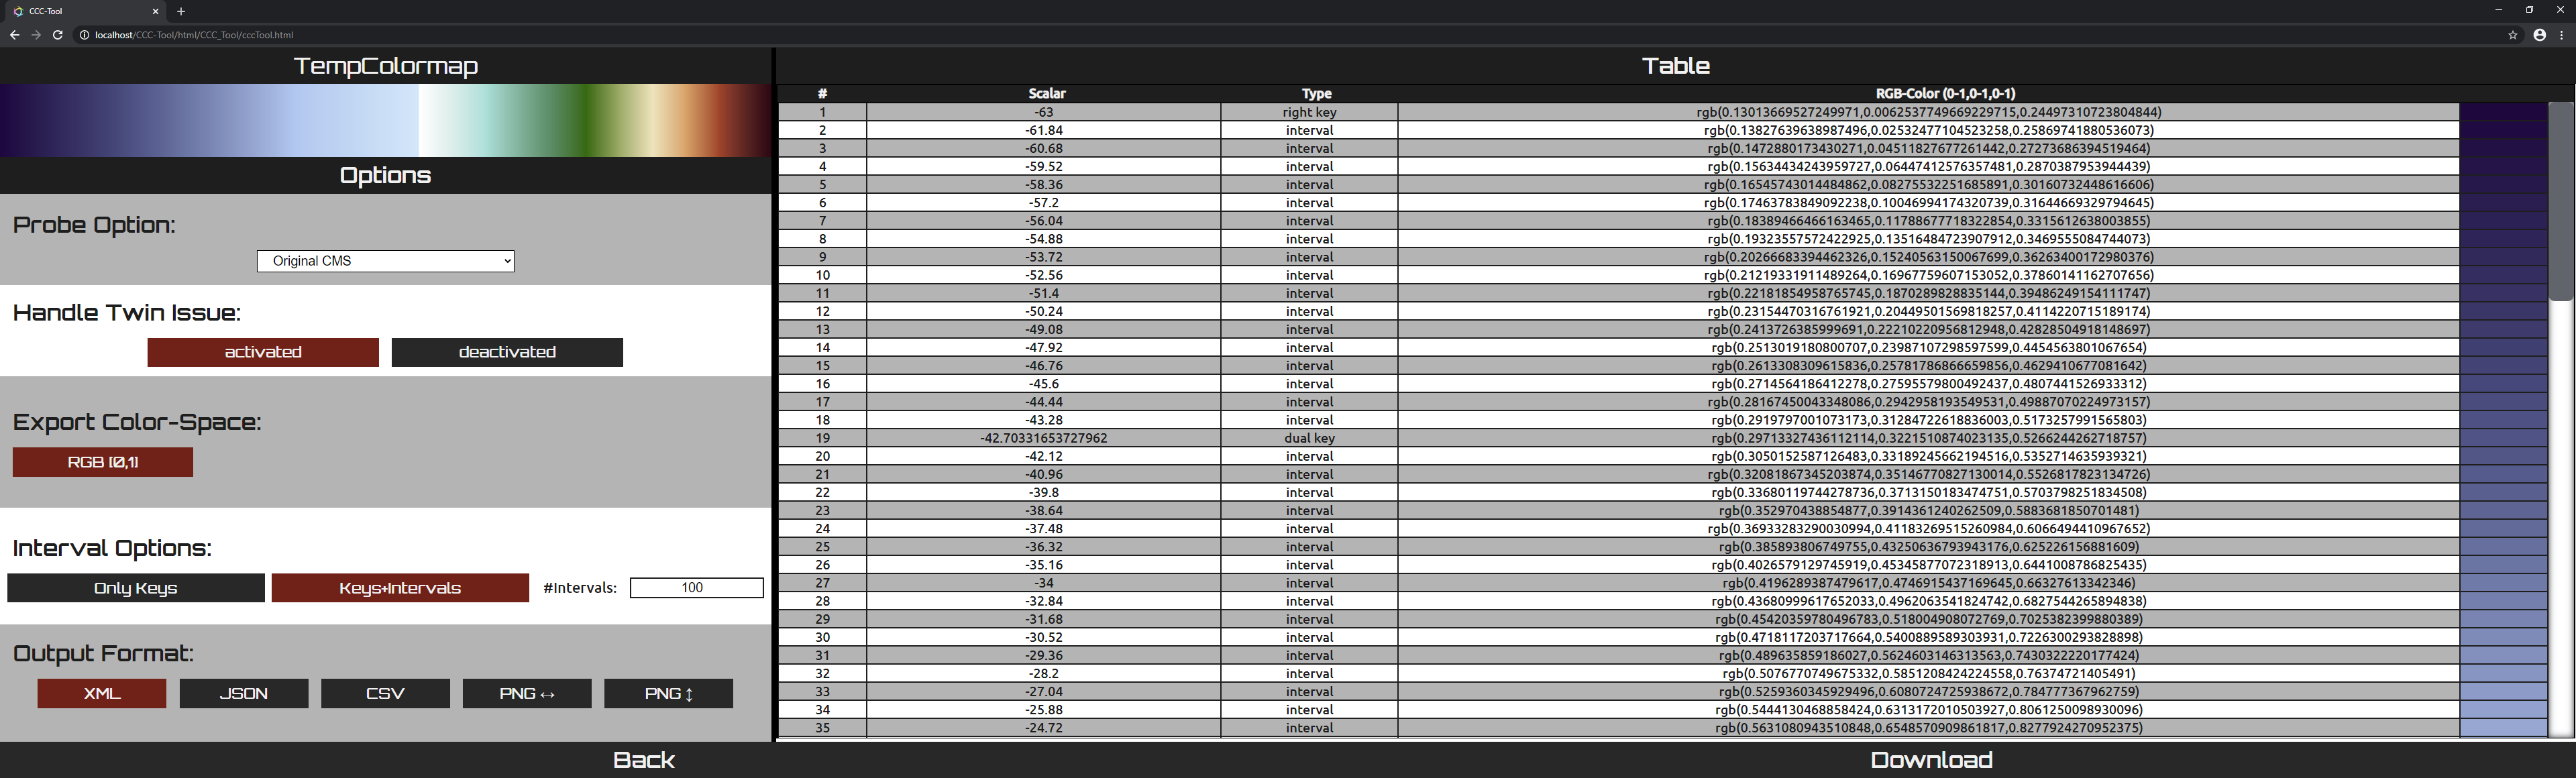 CCC-Tool
localhost/CCC-Tool/html/CCC_Tool/cccTool.html
TempColormap
Options
Probe Option:
Original CMS
Handle Twin Issue:
activated deactivated
Export Color-Space:
RGB [0,1]
Interval Options:
Only Keys Keys+Intervals #Intervals: 100
Output Format:
XML JSON CSV PNG ↔ PNG ↕
Back
Table
# Scalar Type RGB-Color (0-1,0-1,0-1)
1 -63 right key rgb(0.13013669527249971,0.0062537749669229715,0.24497310723804844)
2 -61.84 interval rgb(0.13827639638987496,0.02532477104523258,0.25869741880536073)
3 -60.68 interval rgb(0.1472880173430271,0.04511827677261442,0.27273686394519464)
4 -59.52 interval rgb(0.15634434243959727,0.06447412576357481,0.2870387953944439)
5 -58.36 interval rgb(0.16545743014484862,0.08275532251685891,0.30160732448616606)
6 -57.2 interval rgb(0.17463783849092238,0.10046994174320739,0.31644669329794645)
7 -56.04 interval rgb(0.18389466466163465,0.11788677718322854,0.3315612638003855)
8 -54.88 interval rgb(0.19323557572422925,0.13516484723907912,0.3469555084744073)
9 -53.72 interval rgb(0.20266683394462326,0.15240563150067699,0.36263400172980376)
10 -52.56 interval rgb(0.21219331911489264,0.16967759607153052,0.37860141162707656)
11 -51.4 interval rgb(0.22181854958765745,0.1870289828835144,0.39486249154111747)
12 -50.24 interval rgb(0.2315447031676192​1,0.20449501569818257,0.4114220715189174)
13 -49.08 interval rgb(0.2413726385999691,0.22210220956812948,0.42828504918148697)
14 -47.92 interval rgb(0.2513019180800707,0.23987107298597599,0.4454563801067654)
15 -46.76 interval rgb(0.2613308309615836,0.25781786866659856,0.4629410677081642)
16 -45.6 interval rgb(0.2714564186412278,0.27595579800492437,0.4807441526933312)
17 -44.44 interval rgb(0.28167450043348086,0.2942958193549531,0.49887070224973157)
18 -43.28 interval rgb(0.2919797001073173,0.31284722618836003,0.5173257991565803)
19 -42.70331653727962 dual key rgb(0.29713327436112114,0.3221510874023135,0.5266244262718757)
20 -42.12 interval rgb(0.3050152587126483,0.33189245662194516,0.5352714635939321)
21 -40.96 interval rgb(0.32081867345203874,0.35146770827130014,0.5526817823134726)
22 -39.8 interval rgb(0.33680119744278736,0.3713150183474751,0.5703798251834508)
23 -38.64 interval rgb(0.352970438854877,0.3914361240262509,0.5883681850701481)
24 -37.48 interval rgb(0.36933283290030994,0.41183269515260984,0.6066494410967652)
25 -36.32 interval rgb(0.385893806749755,0.43250636793943176,0.625226156881609)
26 -35.16 interval rgb(0.4026579129745919,0.45345877072318913,0.6441008786825435)
27 -34 interval rgb(0.4196289387479617,0.4746915437169645,0.66327613342346)
28 -32.84 interval rgb(0.43680999617652033,0.4962063541824742,0.6827544265894838)
29 -31.68 interval rgb(0.45420359780496783,0.518004908072769,0.7025382399880389)
30 -30.52 interval rgb(0.4718117203717664,0.5400889589303931,0.7226300293828898)
31 -29.36 interval rgb(0.489635859186027,0.5624603146313563,0.7430322220177424)
32 -28.2 interval rgb(0.5076770749675332,0.5851208424224558,0.76374721405491)
33 -27.04 interval rgb(0.5259360345929496,0.6080724725938672,0.784777367962759)
34 -25.88 interval rgb(0.5444130468858424,0.6313172010503927,0.8061250098930096)
35 -24.72 interval rgb(0.5631080943510848,0.6548570909861817,0.8277924270952375)
Download